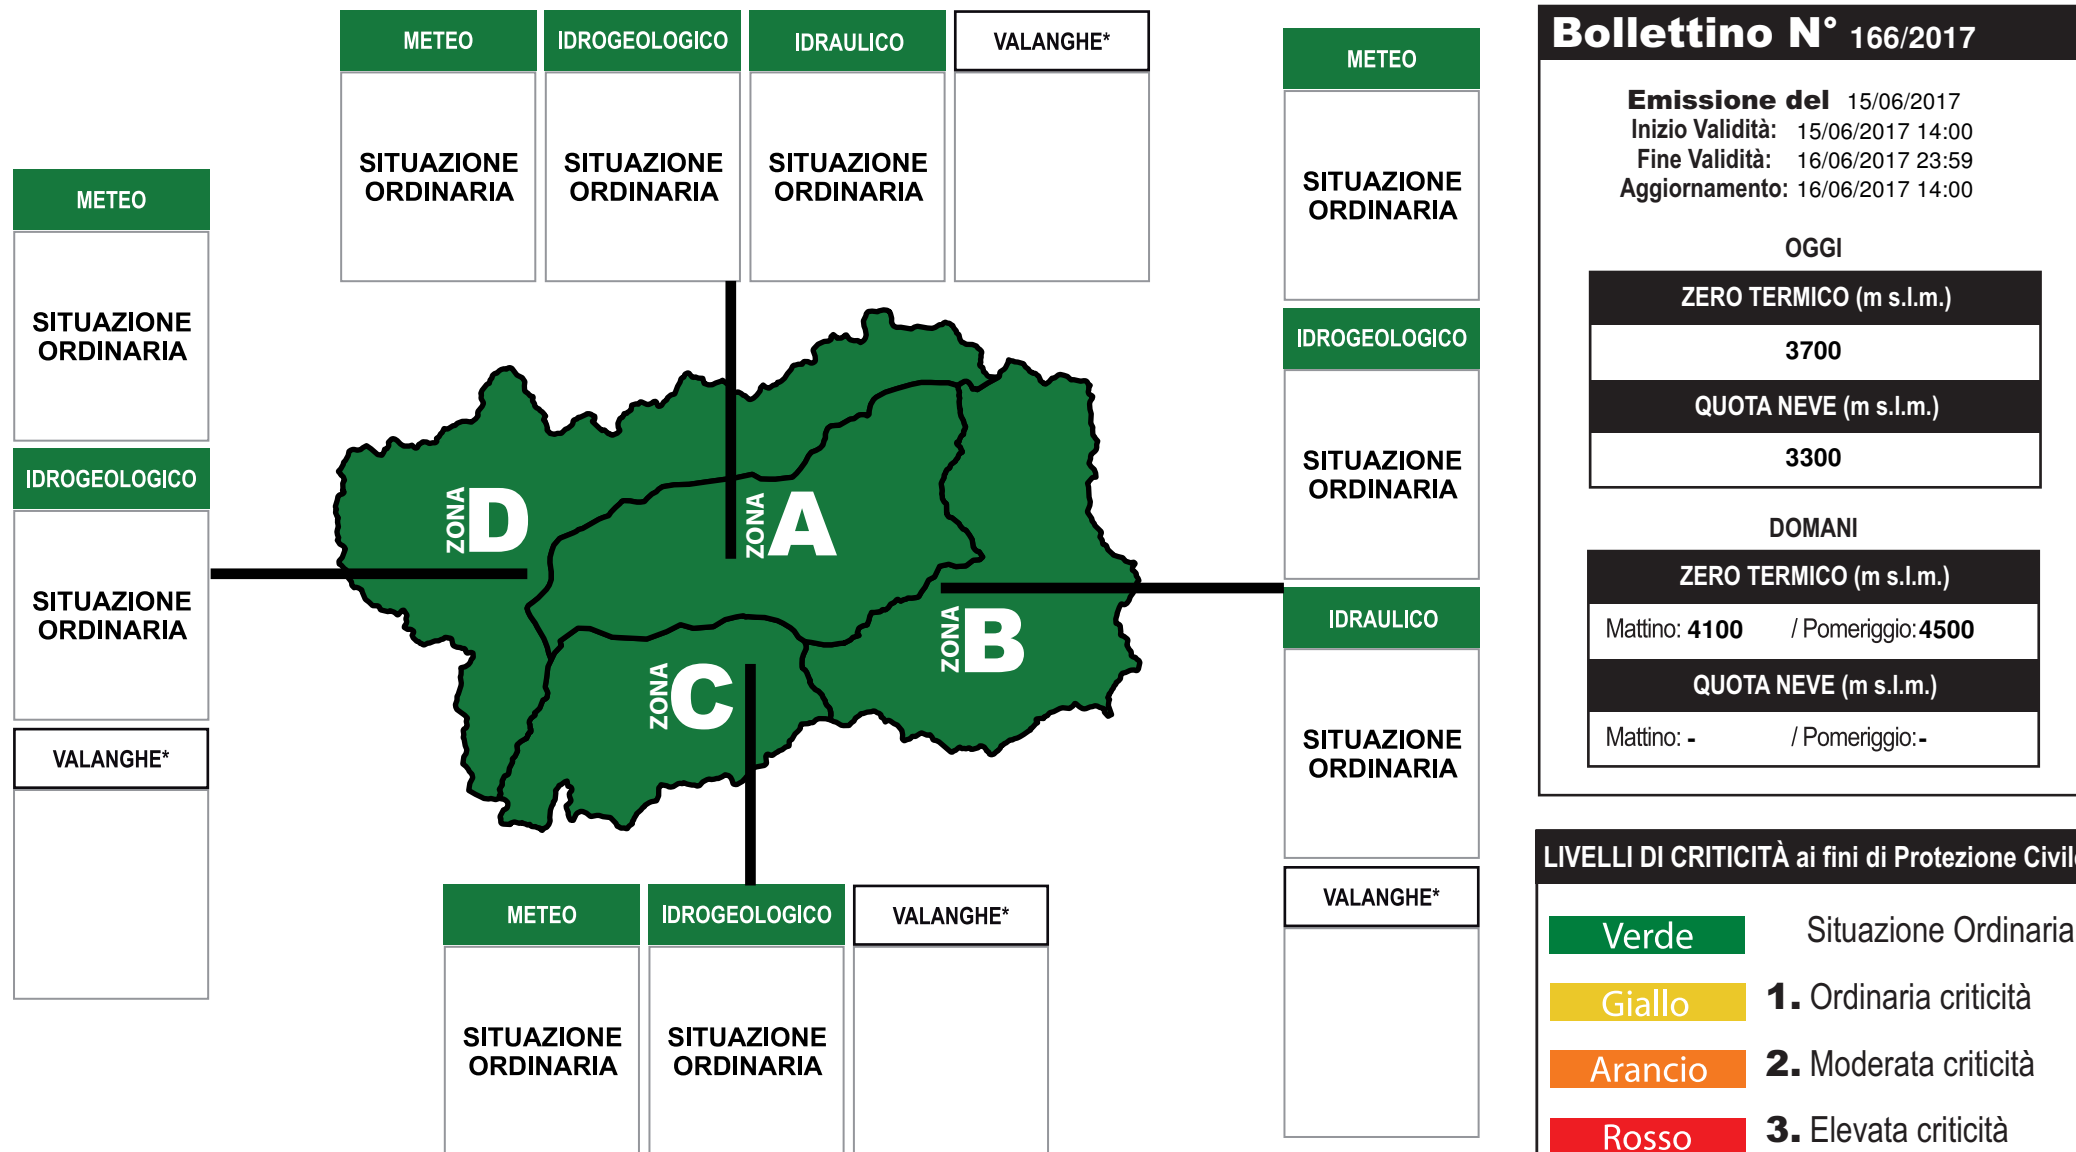 METEO
IDROGEOLOGICO
IDRAULICO
VALANGHE*
SITUAZIONE
ORDINARIA
SITUAZIONE
ORDINARIA
SITUAZIONE
ORDINARIA
METEO
SITUAZIONE
ORDINARIA
IDROGEOLOGICO
SITUAZIONE
ORDINARIA
VALANGHE*
ZONA D
ZONA A
ZONA B
ZONA C
METEO
SITUAZIONE
ORDINARIA
IDROGEOLOGICO
SITUAZIONE
ORDINARIA
IDRAULICO
SITUAZIONE
ORDINARIA
VALANGHE*
METEO
IDROGEOLOGICO
VALANGHE*
SITUAZIONE
ORDINARIA
SITUAZIONE
ORDINARIA
Bollettino N° 166/2017
Emissione del 15/06/2017
Inizio Validità: 15/06/2017 14:00
Fine Validità: 16/06/2017 23:59
Aggiornamento: 16/06/2017 14:00
OGGI
ZERO TERMICO (m s.l.m.)
3700
QUOTA NEVE (m s.l.m.)
3300
DOMANI
ZERO TERMICO (m s.l.m.)
Mattino: 4100 / Pomeriggio: 4500
QUOTA NEVE (m s.l.m.)
Mattino: - / Pomeriggio: -
LIVELLI DI CRITICITÀ ai fini di Protezione Civile
Verde Situazione Ordinaria
Giallo 1. Ordinaria criticità
Arancio 2. Moderata criticità
Rosso 3. Elevata criticità